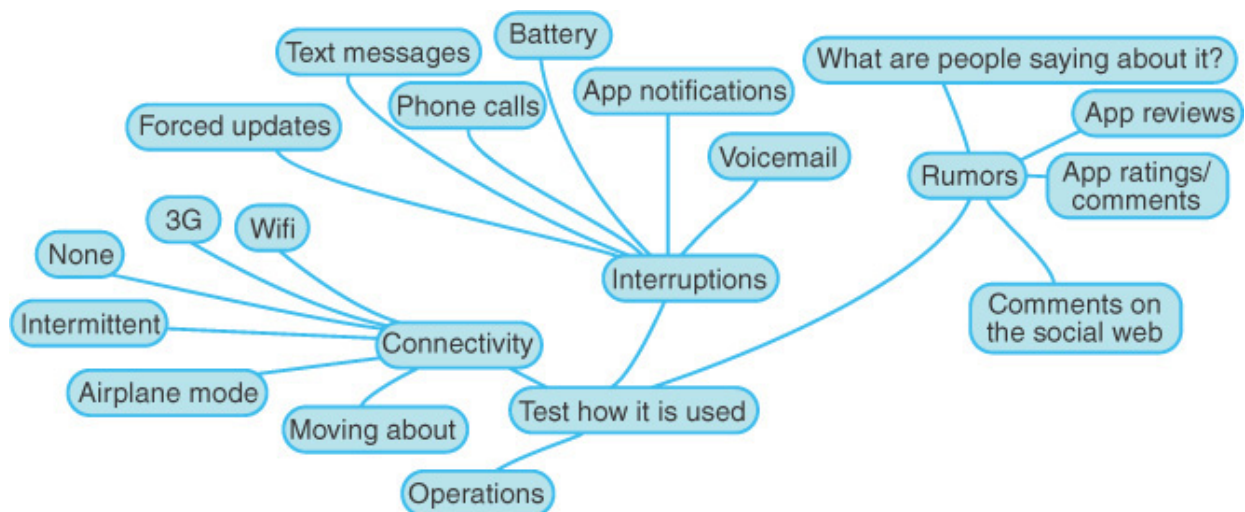 Battery
Text messages
What are people saying about it?
App notifications
Phone calls
App reviews
Forced updates
Voicemail
Rumors
App ratings/
comments
3G
Wifi
None
Interruptions
Comments on
the social web
Intermittent
Connectivity
Airplane mode
Test how it is used
Moving about
Operations